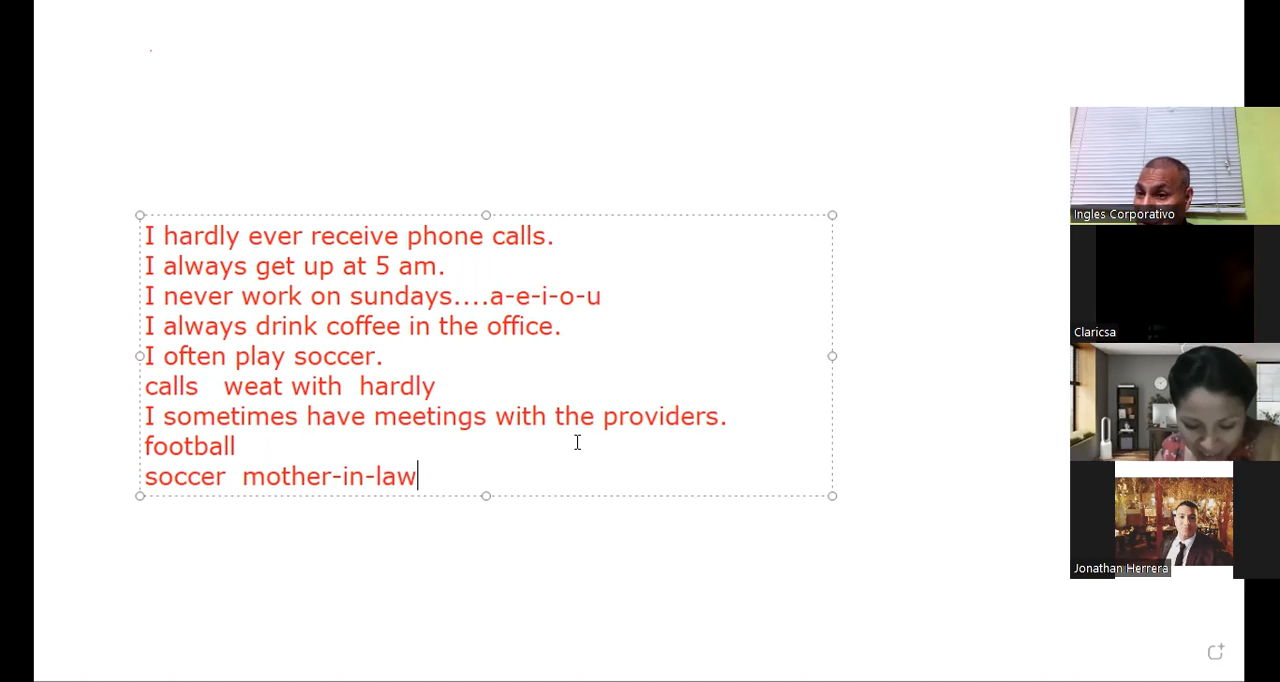 I hardly ever receive phone calls.
I always get up at 5 am.
I never work on sundays....a-e-i-o-u
I always drink coffee in the office.
I often play soccer.
calls weat with hardly
I sometimes have meetings with the providers.
football
soccer mother-in-law
Ingles Corporativo
Claricsa
Jonathan Herrera